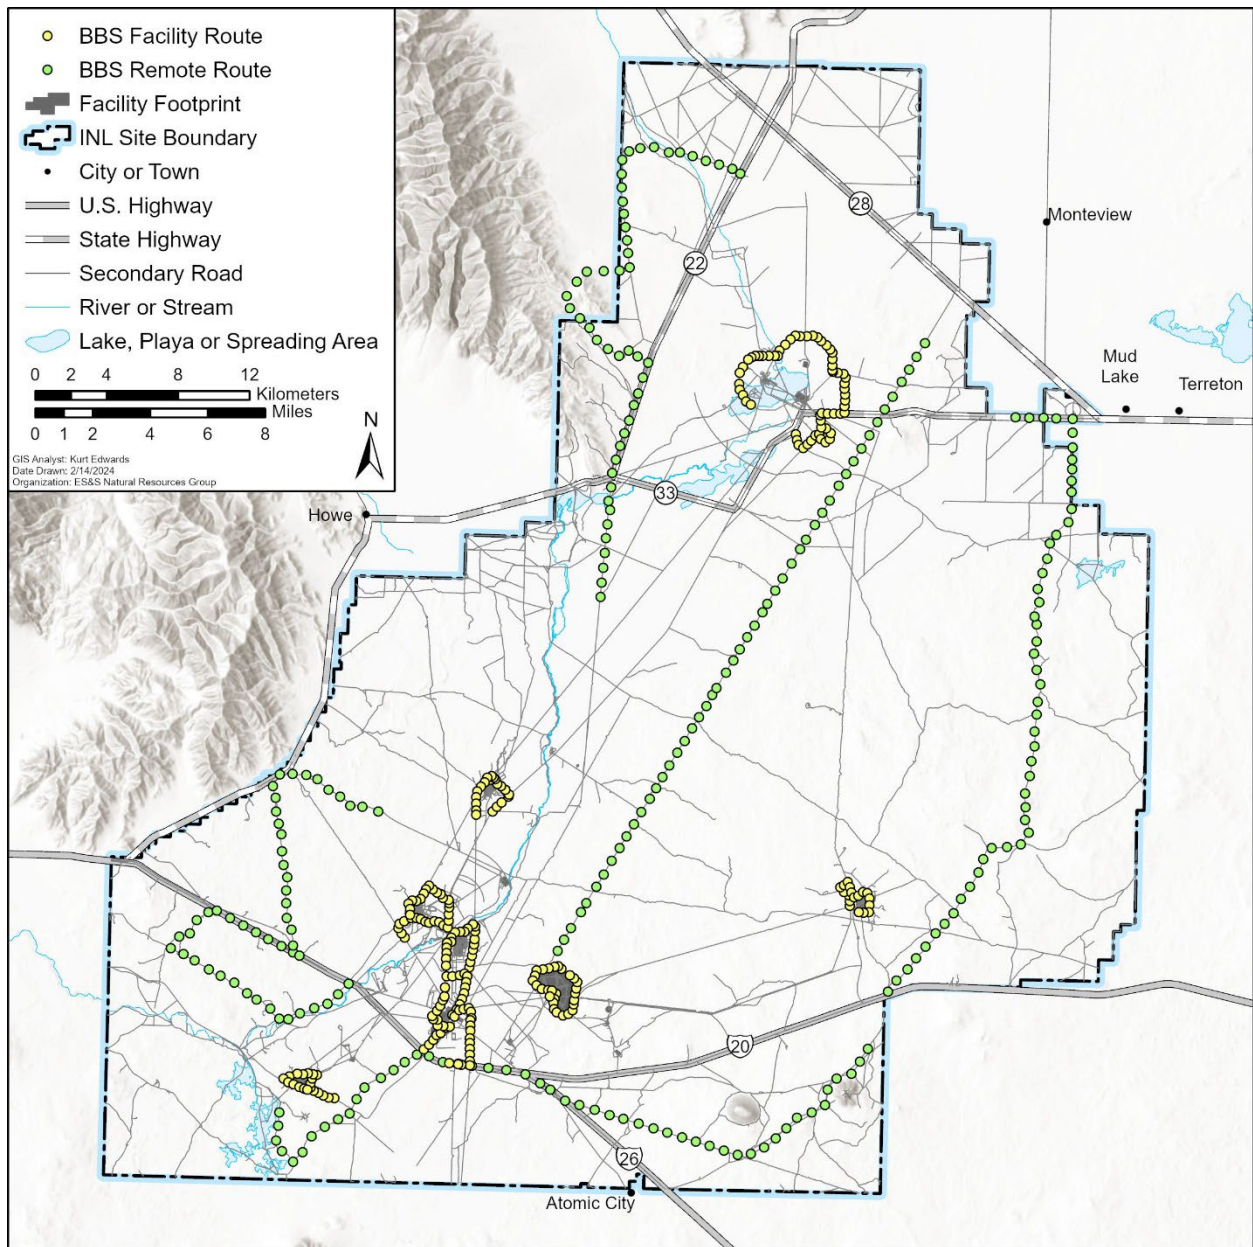 BBS Facility Route
BBS Remote Route
Facility Footprint
INL Site Boundary
City or Town
U.S. Highway
State Highway
Secondary Road
River or Stream
Lake, Playa or Spreading Area
0 2 4 8 12
Kilometers
Miles
0 1 2 4 6 8
N
GIS Analyst: Kurt Edwards
Date Drawn: 2/14/2024
Organization: ES&S Natural Resources Group
28
Monteview
22
Mud
Lake
Terreton
33
Howe
20
26
Atomic City